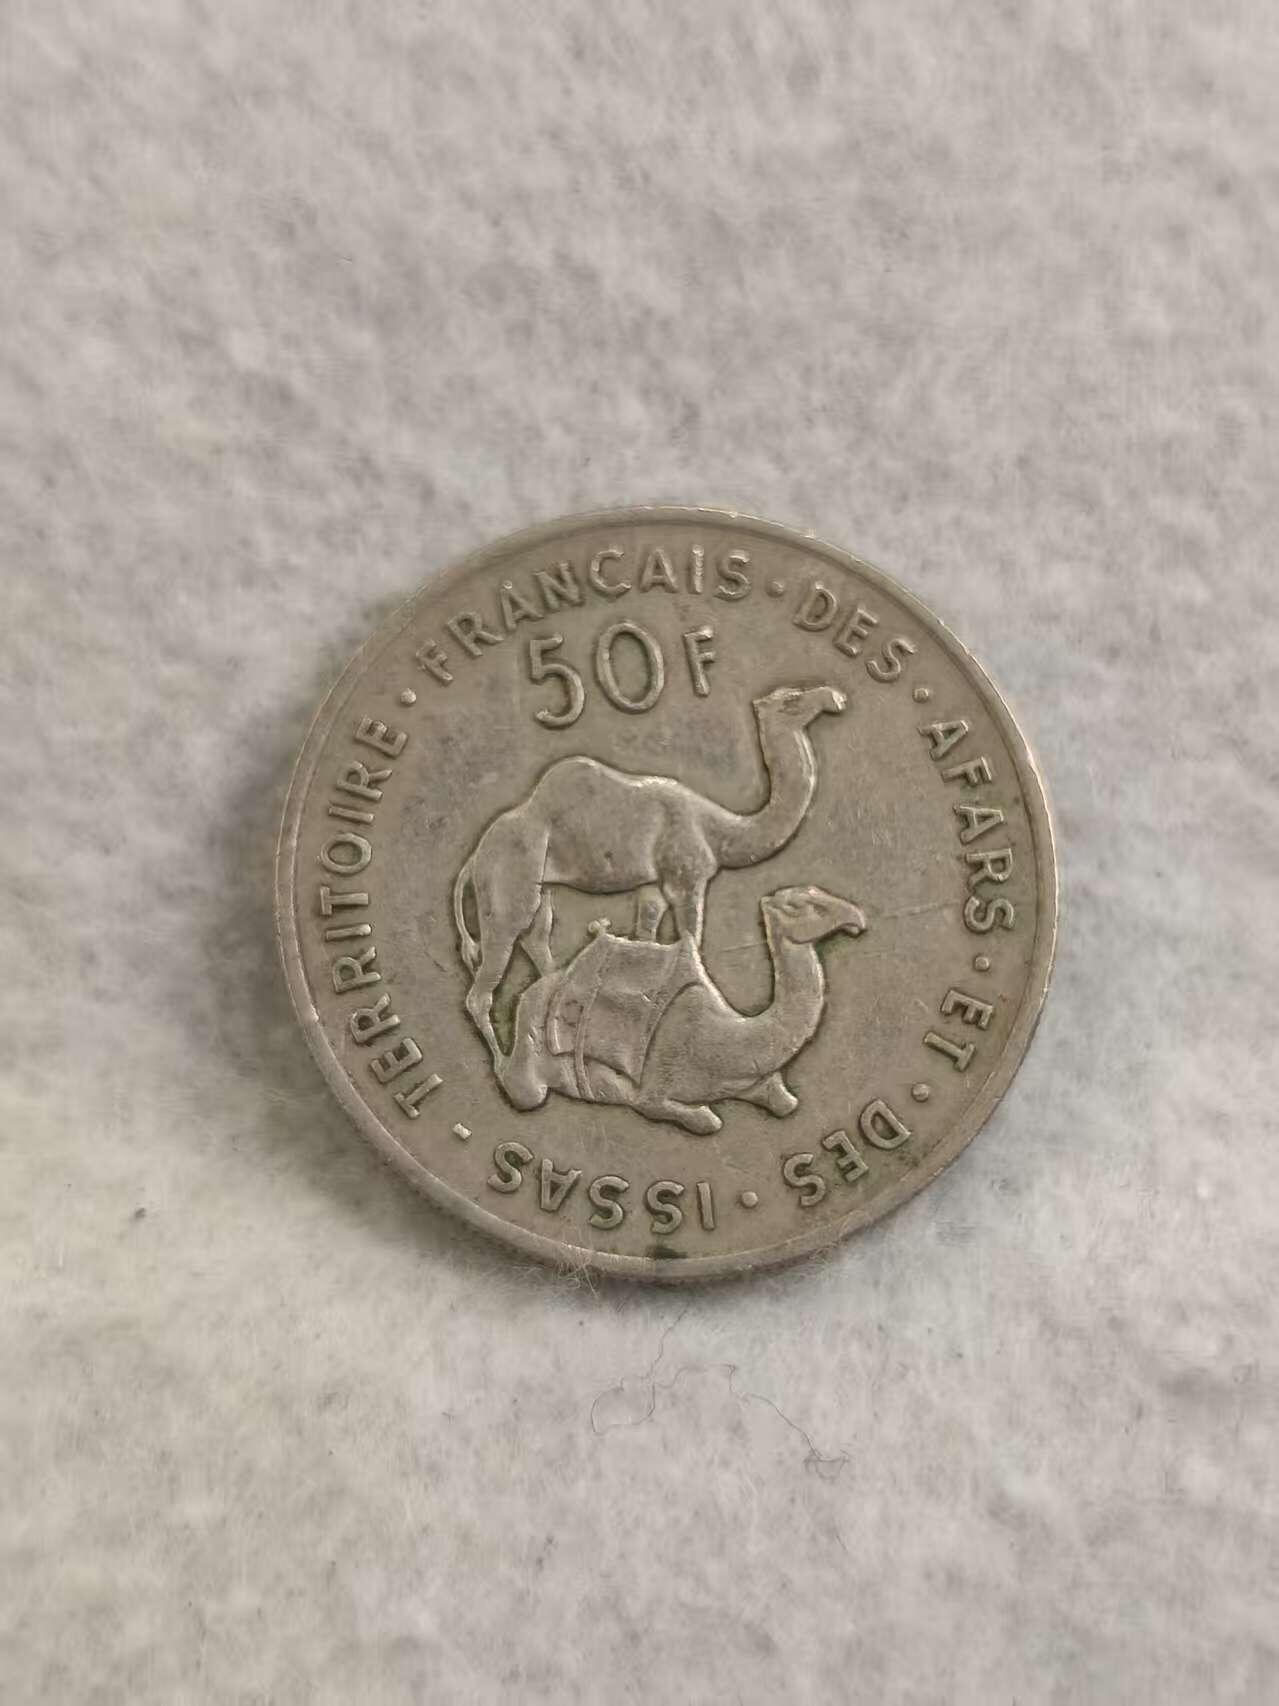 TERRITOIRE · FRANCAIS · DES · AFARS · ET · DES · ISSAS -
50F